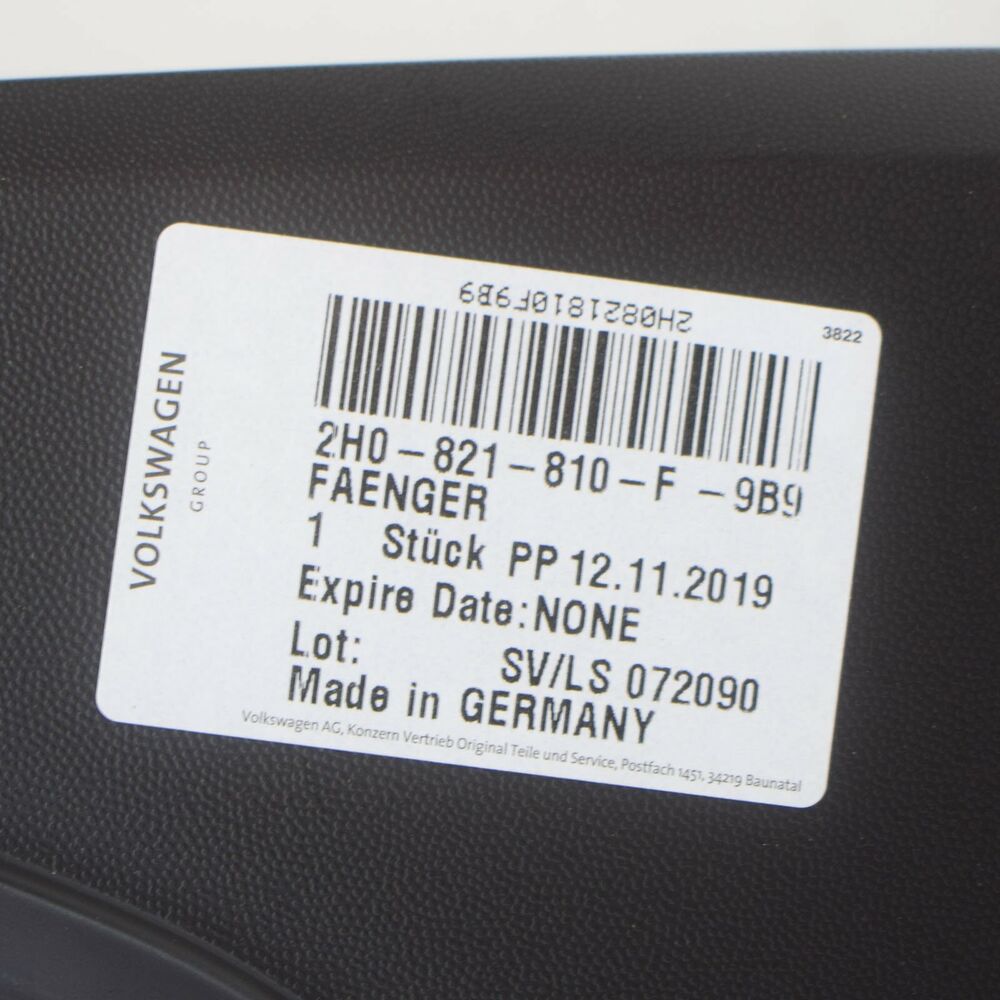 2H0821810F9B9
3822
VOLKSWAGEN
GROUP
2H0-821-810-F -9B9
FAENGER
1 Stück PP 12.11.2019
Expire Date:NONE
Lot: SV/LS 072090
Made in GERMANY
Volkswagen AG, Konzern Vertrieb Original Teile und Service, Postfach 1451, 34219 Baunatal